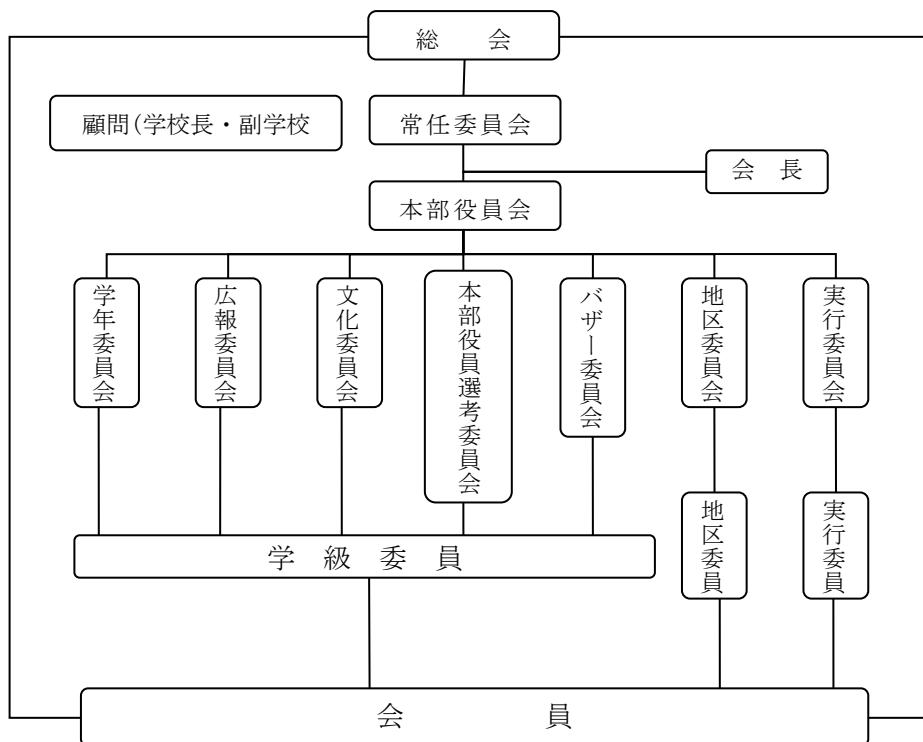 総　会
顧問(学校長・副学校
常任委員会
会　長
本部役員会
学年委員会
広報委員会
文化委員会
本部役員選考委員会
バザー委員会
地区委員会
実行委員会
地区委員
実行委員
学　級　委　員
会　員